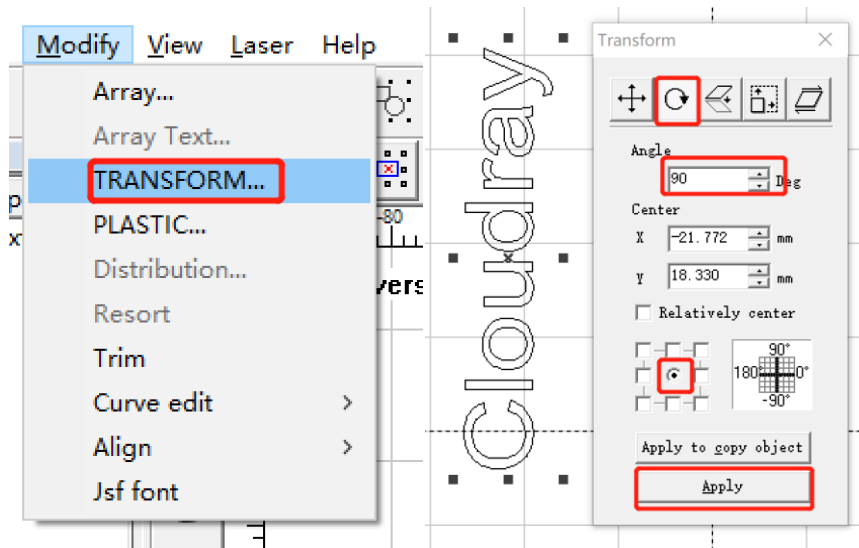 Modify View Laser Help
Array...
Array Text...
TRANSFORM...
PLASTIC...
Distribution...
Resort
Trim
Curve edit >
Align >
Jsf font
-80
vers
Cloudray
Transform
Angle
90 Deg
Center
X -21.772 mm
Y 18.330 mm
Relatively center
90°
180° 0°
-90°
Apply to copy object
Apply